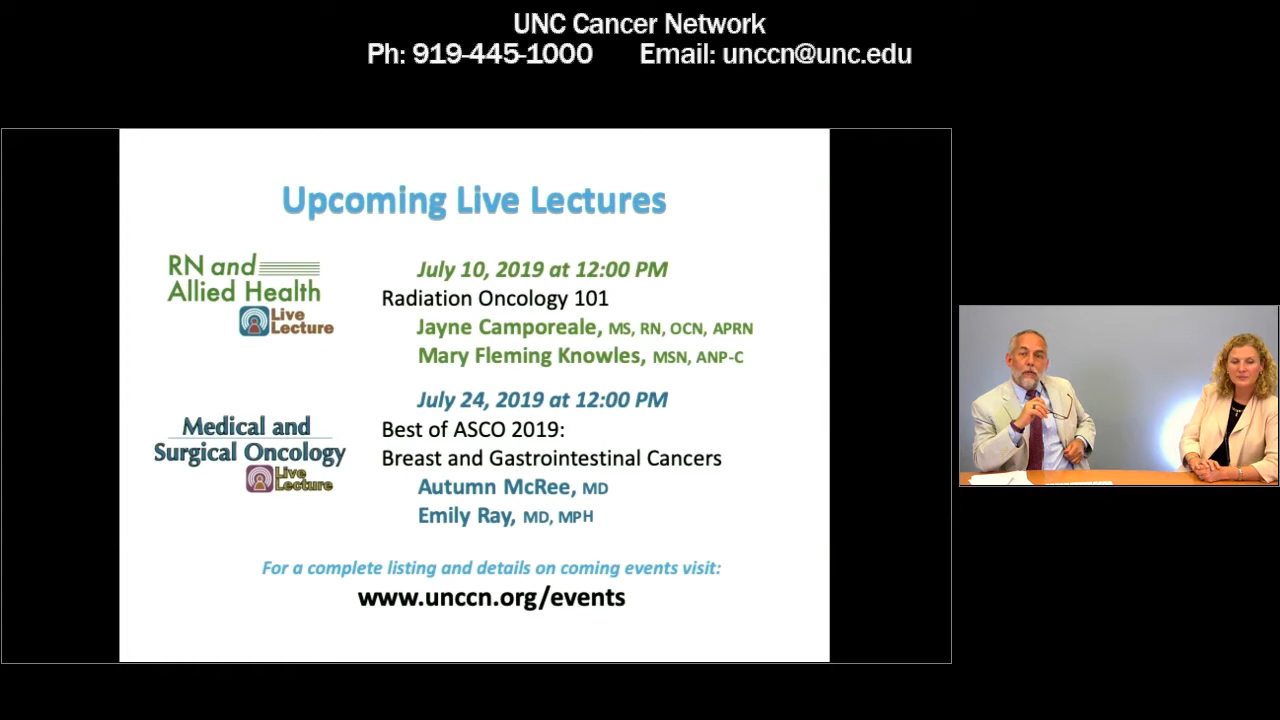 UNC Cancer Network
Ph: 919-445-1000 Email: unccn@unc.edu
Upcoming Live Lectures
RN and
Allied Health
Live
Lecture
July 10, 2019 at 12:00 PM
Radiation Oncology 101
Jayne Camporeale, MS, RN, OCN, APRN
Mary Fleming Knowles, MSN, ANP-C
Medical and
Surgical Oncology
Live
Lecture
July 24, 2019 at 12:00 PM
Best of ASCO 2019:
Breast and Gastrointestinal Cancers
Autumn McRee, MD
Emily Ray, MD, MPH
For a complete listing and details on coming events visit:
www.unccn.org/events